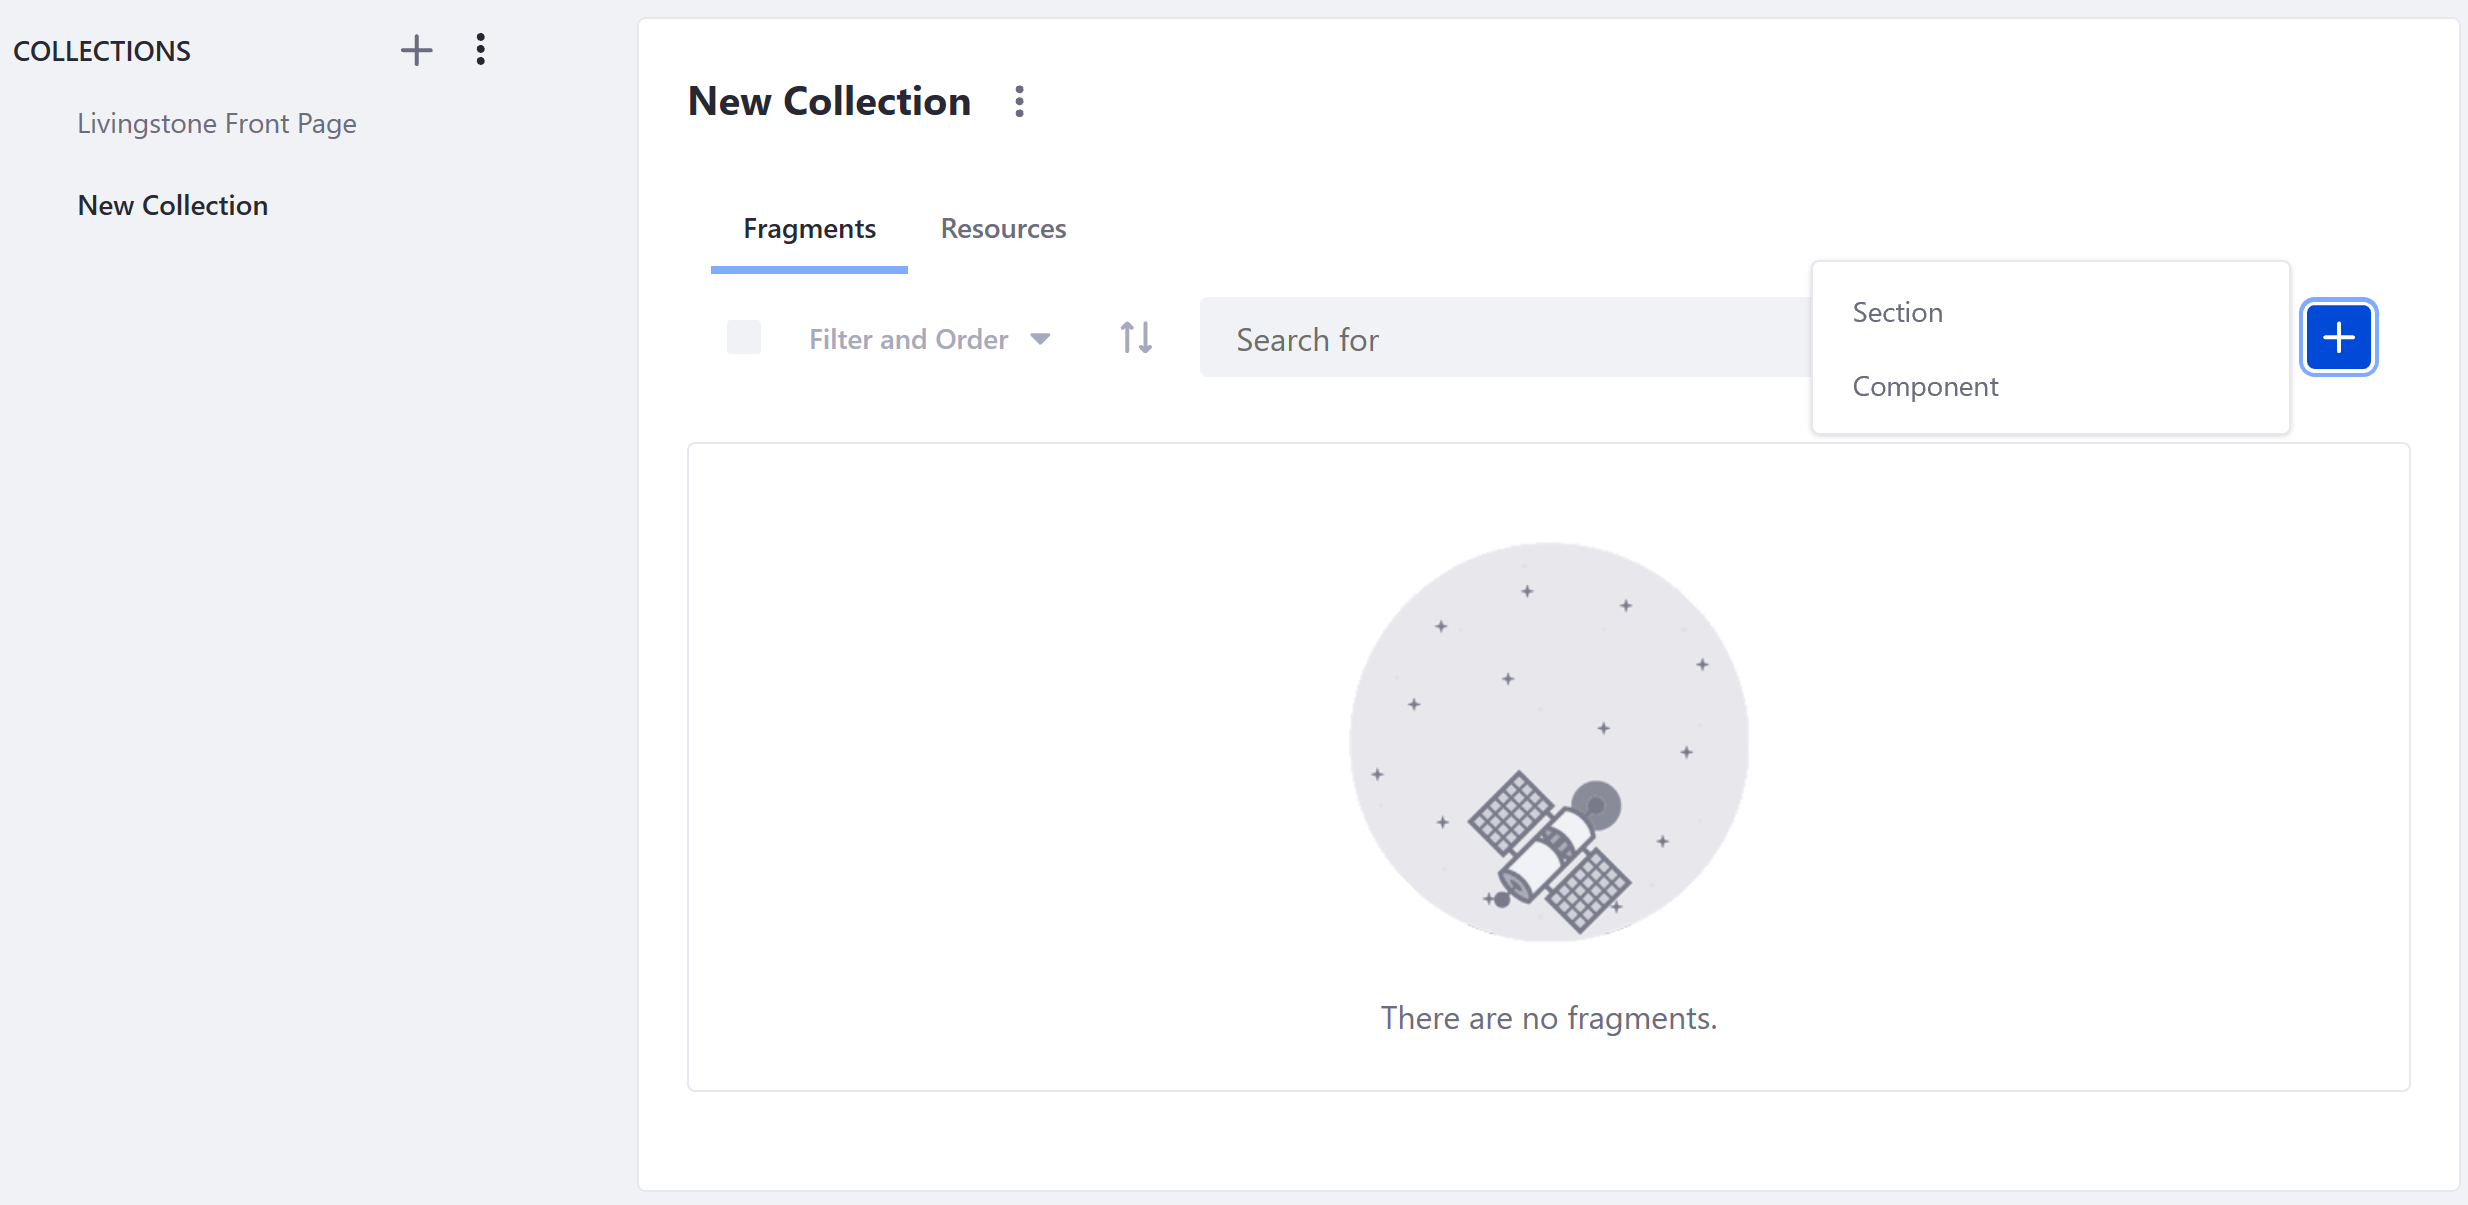 COLLECTIONS
Livingstone Front Page
New Collection
New Collection
Fragments Resources
Filter and Order
Search for
Section
Component
There are no fragments.